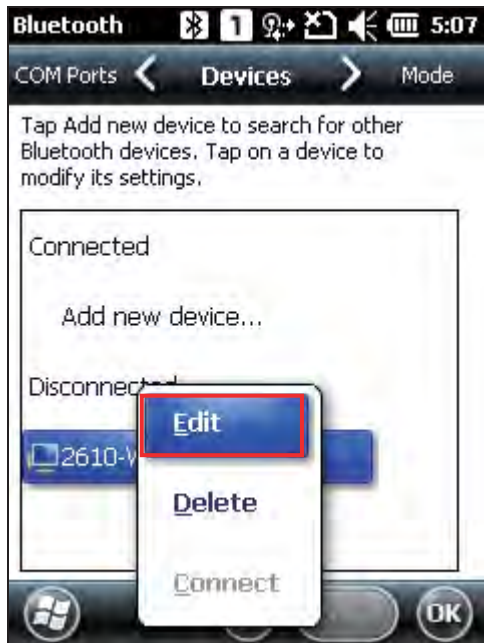 Bluetooth 1 5:07
COM Ports Devices Mode
Tap Add new device to search for other
Bluetooth devices. Tap on a device to
modify its settings.
Connected
Add new device...
Disconnected
Edit
2610-
Delete
Connect
OK